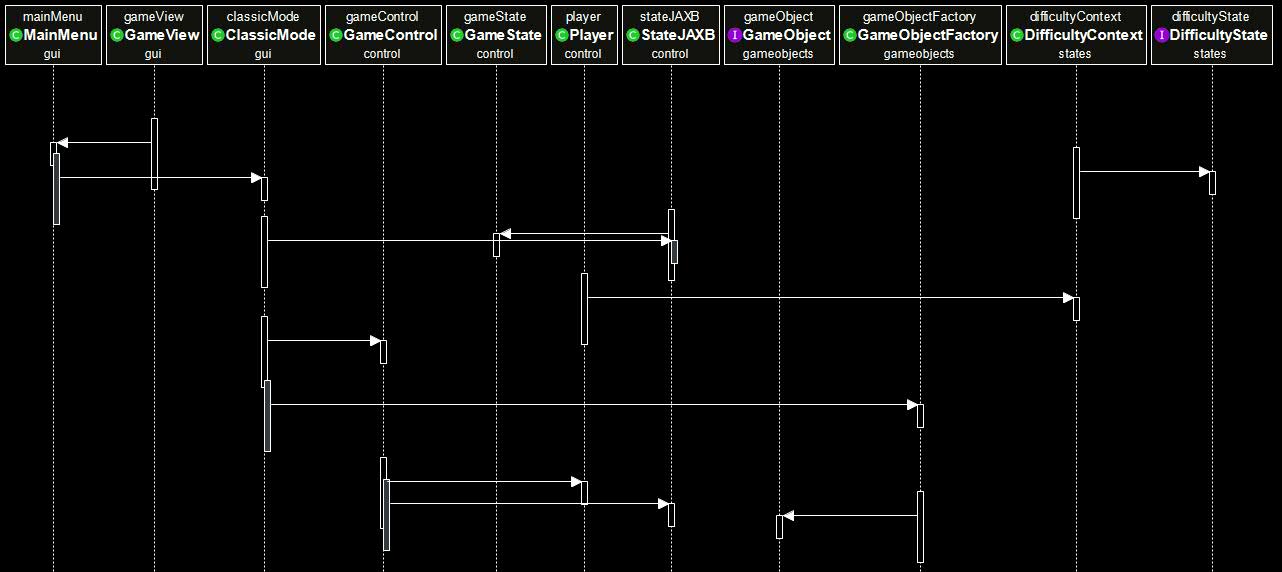 mainMenu
C MainMenu
gui
gameView
C GameView
gui
classicMode
C ClassicMode
gui
gameControl
C GameControl
control
gameState
C GameState
control
player
C Player
control
stateJAXB
C StateJAXB
control
gameObject
I GameObject
gameobjects
gameObjectFactory
C GameObjectFactory
gameobjects
difficultyContext
C DifficultyContext
states
difficultyState
I DifficultyState
states